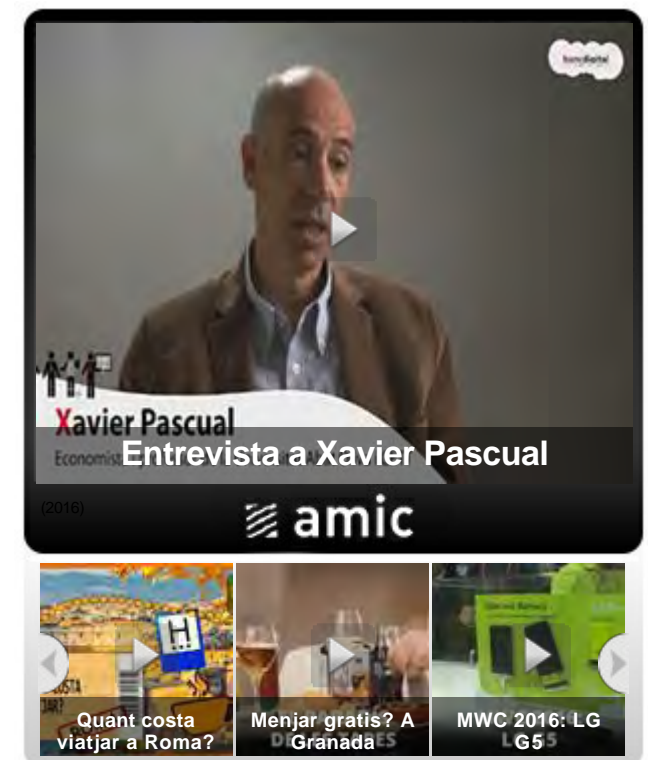 Xavier Pascual
Entrevista a Xavier Pascual
(2016)
amic
H
Quant costa
viatjar a Roma?
Menjar gratis? A
Granada
MWC 2016: LG
G5